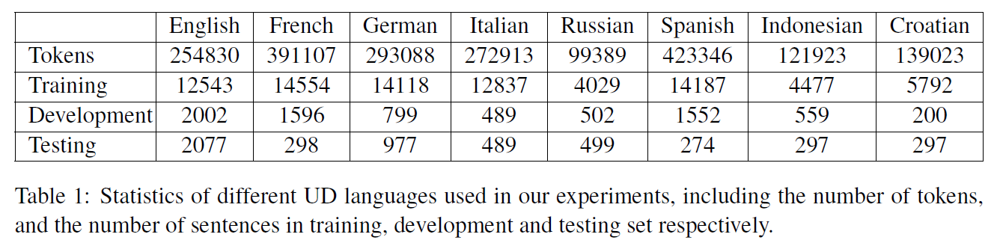 English French German Italian Russian Spanish Indonesian Croatian
Tokens 254830 391107 293088 272913 99389 423346 121923 139023
Training 12543 14554 14118 12837 4029 14187 4477 5792
Development 2002 1596 799 489 502 1552 559 200
Testing 2077 298 977 489 499 274 297 297
Table 1: Statistics of different UD languages used in our experiments, including the number of tokens,
and the number of sentences in training, development and testing set respectively.